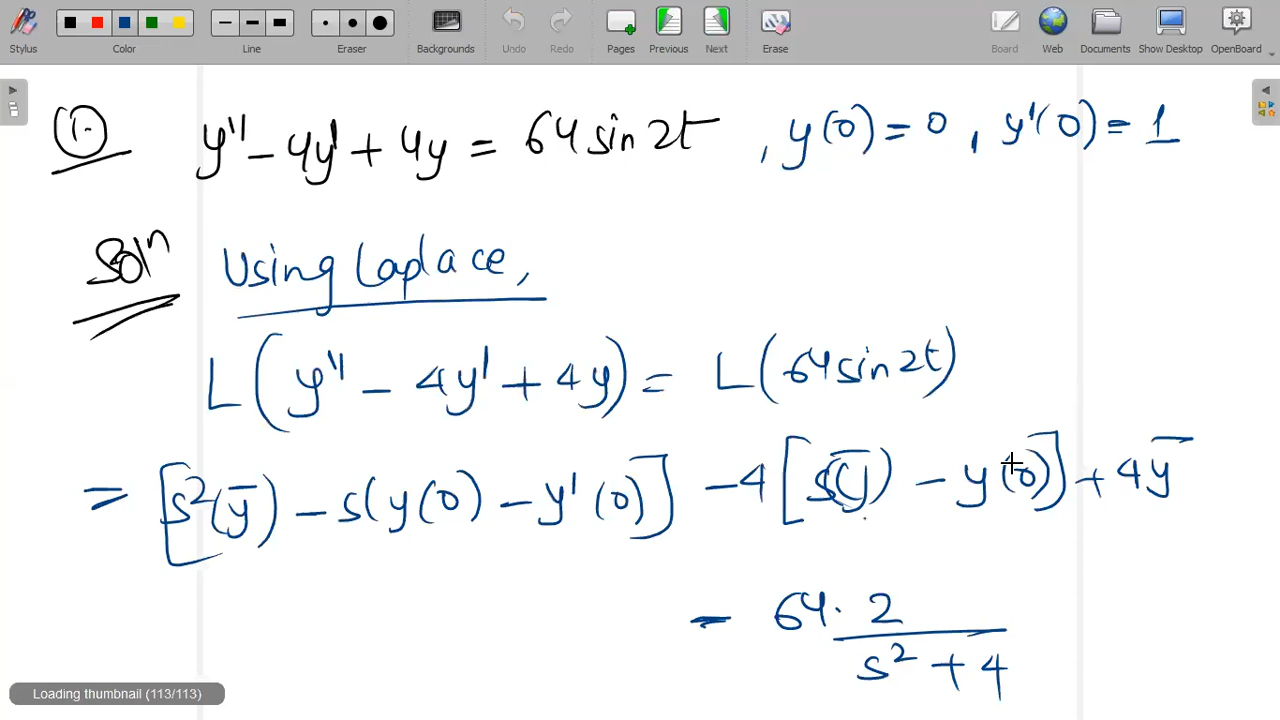 Stylus Color Line Eraser Backgrounds Undo Redo Pages Previous Next Erase Board Web Documents Show Desktop OpenBoard
①. y'' - 4y' + 4y = 64 sin 2t , y(0) = 0 , y'(0) = 1
Solⁿ Using Laplace,
L(y'' - 4y' + 4y) = L(64 sin 2t)
= [s²(ȳ) - s(y(0) - y'(0)] - 4[s(ȳ) - y(0)] + 4ȳ
= 64· 2
s² + 4
Loading thumbnail (113/113)